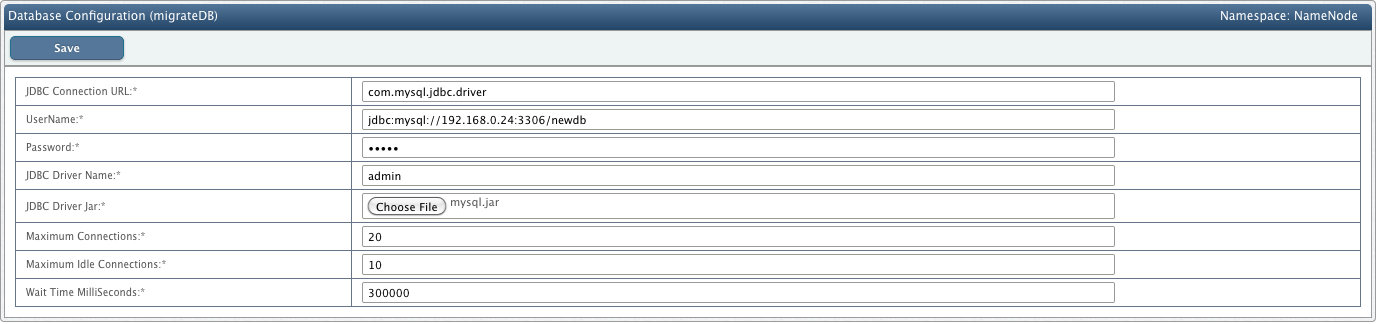 Database Configuration (migrateDB) Namespace: NameNode
Save
JDBC Connection URL:* com.mysql.jdbc.driver
UserName:* jdbc:mysql://192.168.0.24:3306/newdb
Password:* •••••
JDBC Driver Name:* admin
JDBC Driver Jar:* Choose File mysql.jar
Maximum Connections:* 20
Maximum Idle Connections:* 10
Wait Time MilliSeconds:* 300000